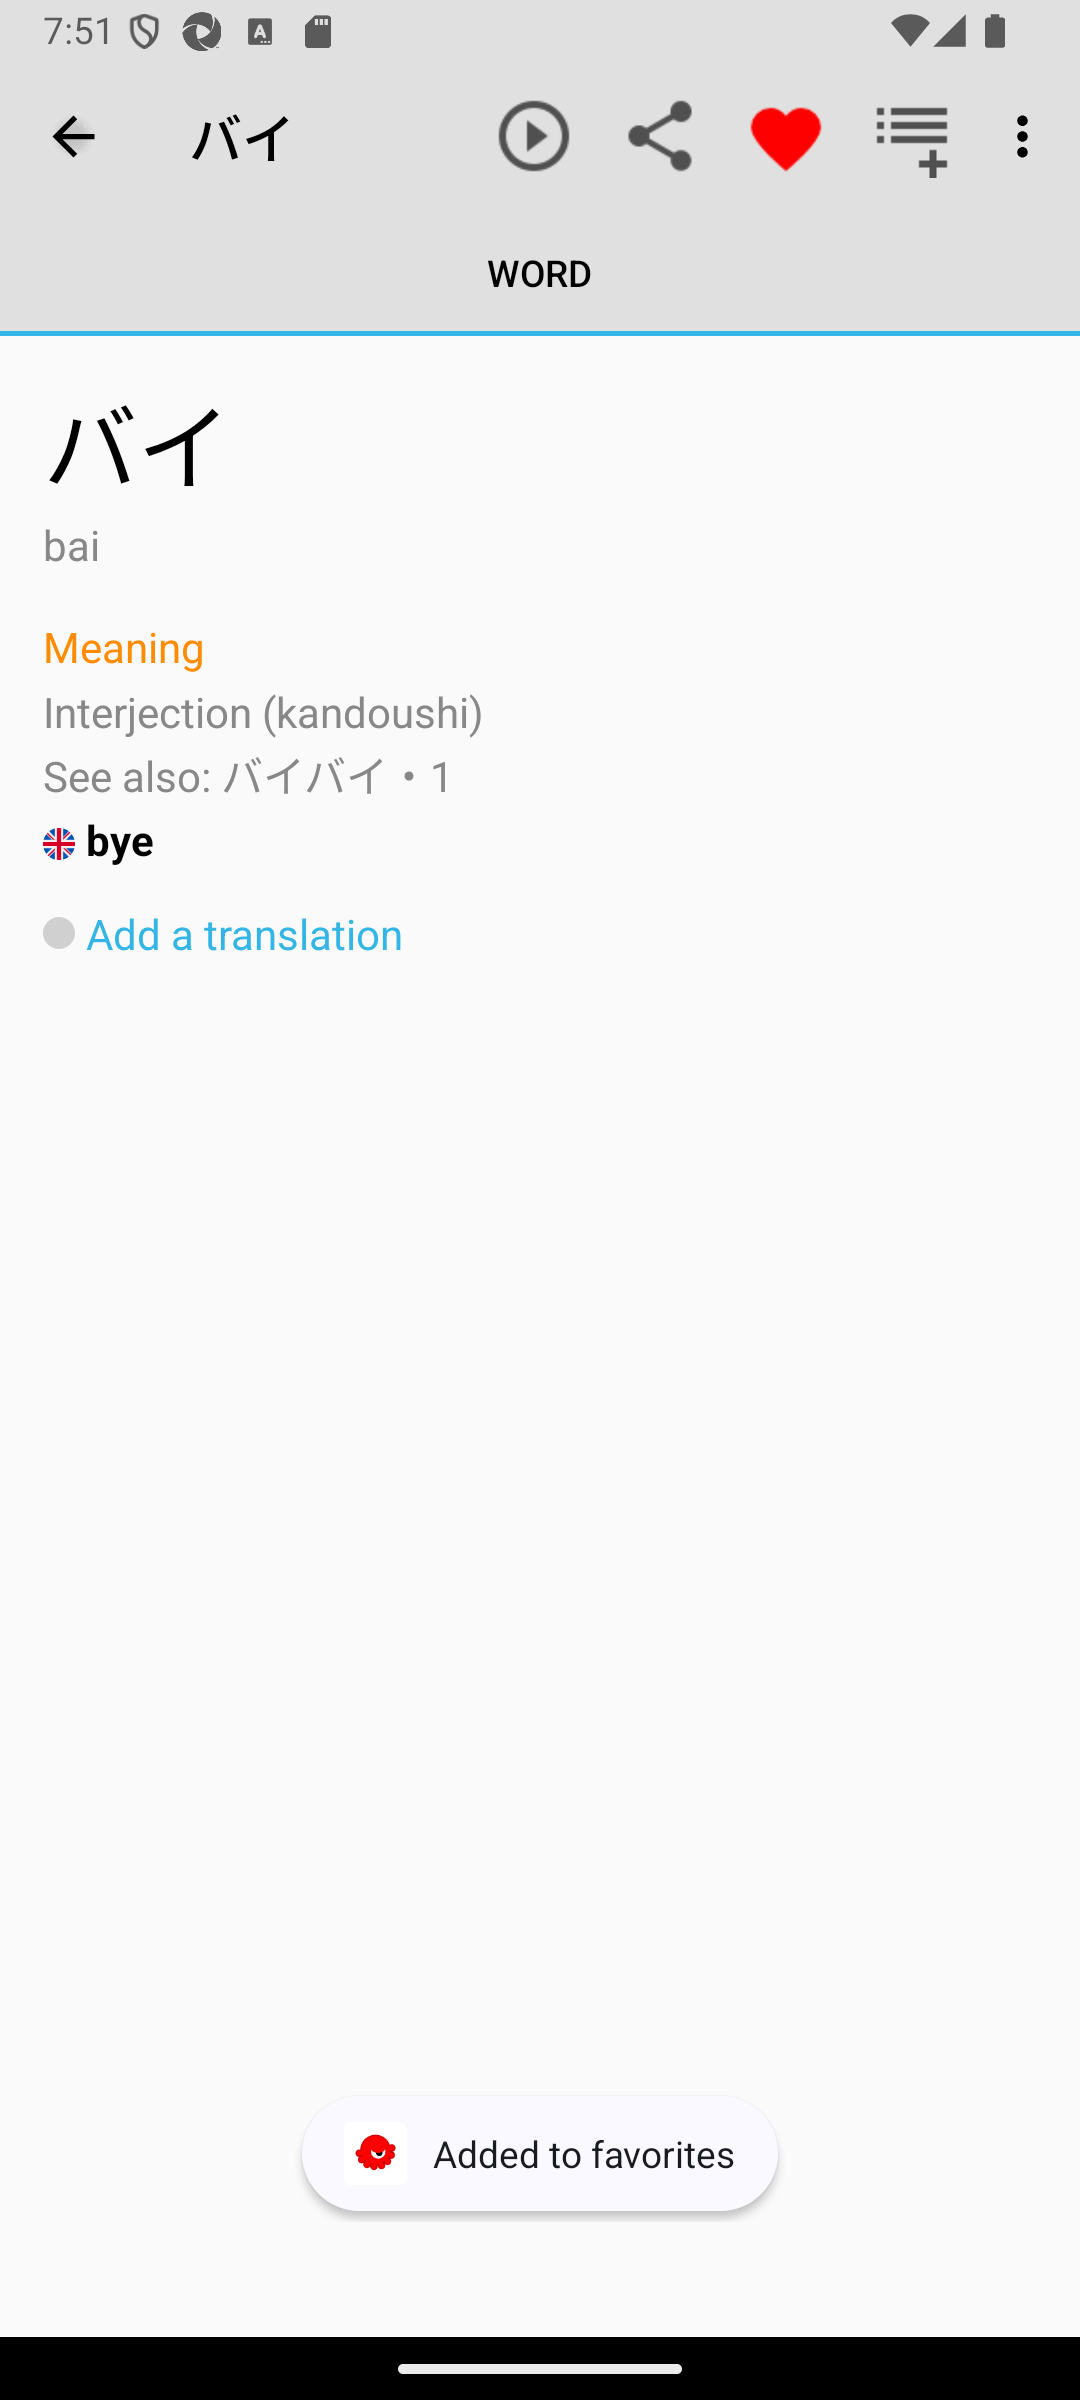 7:51
バイ
WORD
バイ
bai
Meaning
Interjection (kandoushi)
See also: バイバイ・1
bye
Add a translation
Added to favorites